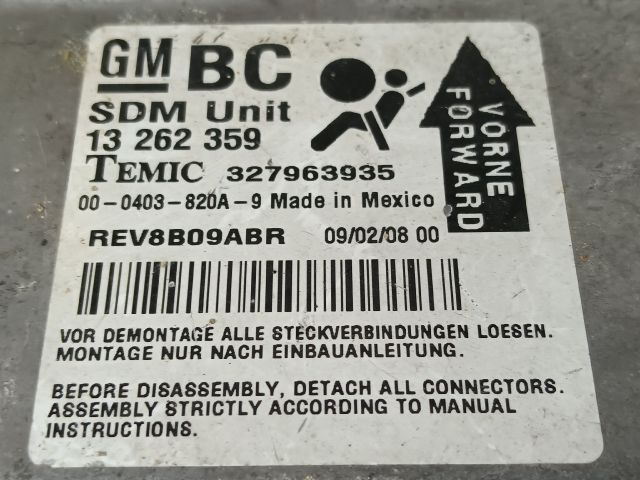 GM BC
SDM Unit
13 262 359
TEMIC 327963935
00-0403-820A-9 Made in Mexico
REV8B09ABR 09/02/08 00
VORNE
FORWARD
VOR DEMONTAGE ALLE STECKVERBINDUNGEN LOESEN.
MONTAGE NUR NACH EINBAUANLEITUNG.
BEFORE DISASSEMBLY, DETACH ALL CONNECTORS.
ASSEMBLY STRICTLY ACCORDING TO MANUAL
INSTRUCTIONS.